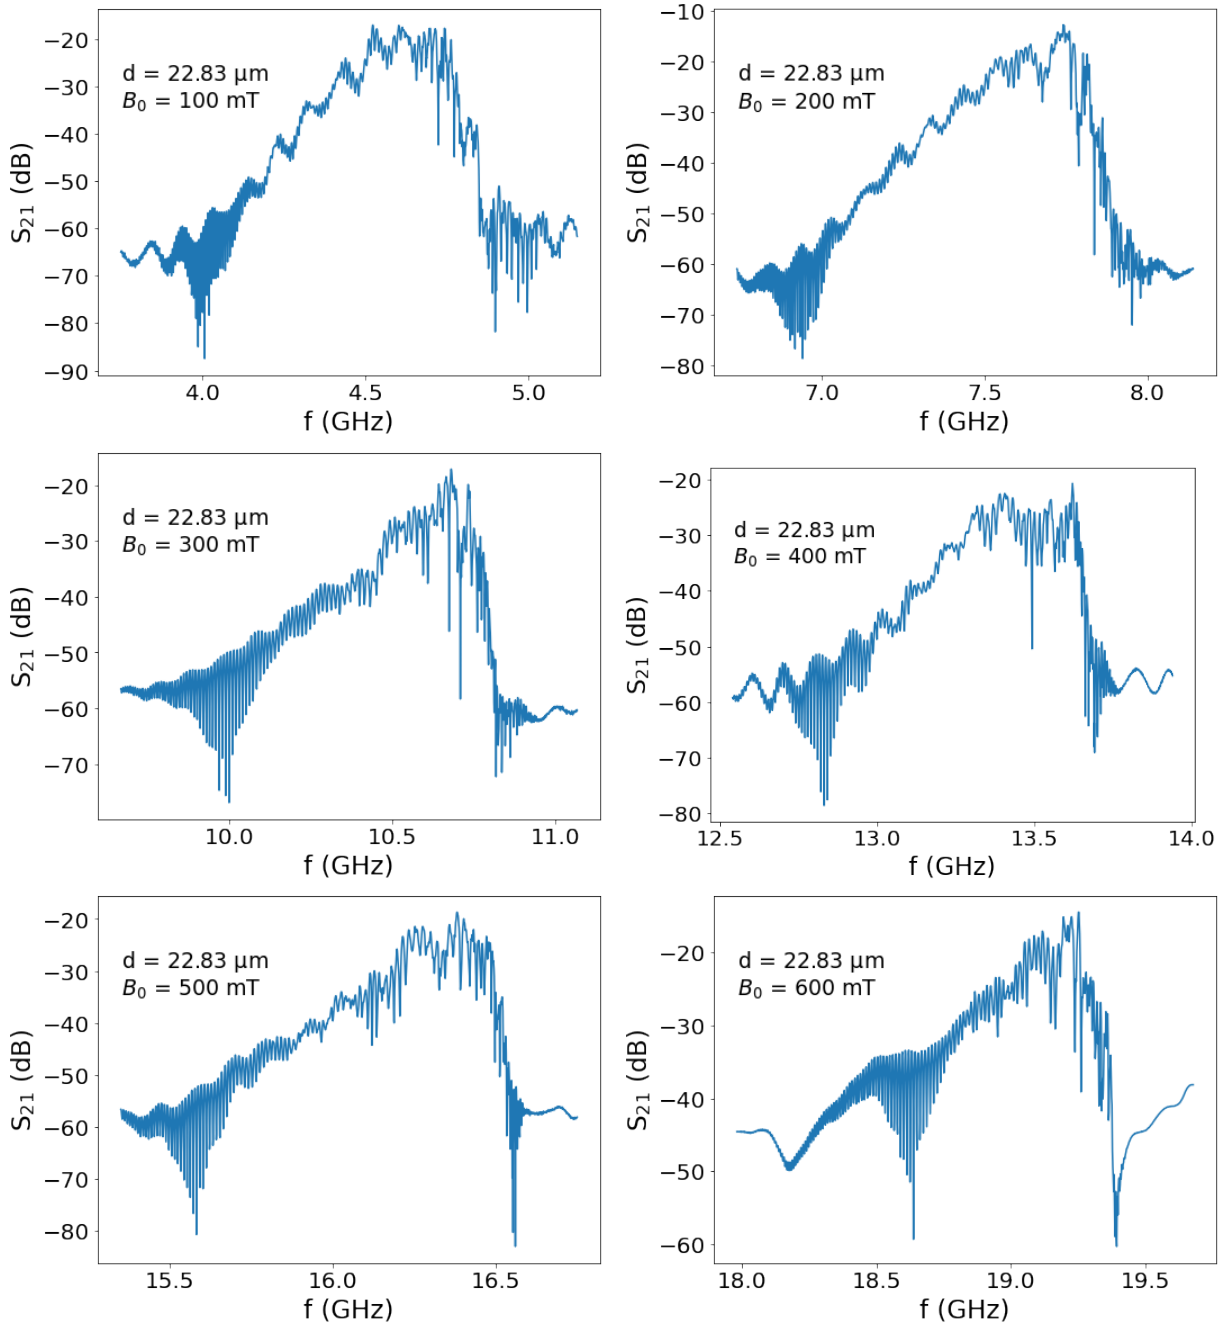 −20
−30
−40
−50
−60
−70
−80
−90
S21 (dB)
d = 22.83 μm
B0 = 100 mT
4.0 4.5 5.0
f (GHz)
−10
−20
−30
−40
−50
−60
−70
−80
S21 (dB)
d = 22.83 μm
B0 = 200 mT
7.0 7.5 8.0
f (GHz)
−20
−30
−40
−50
−60
−70
S21 (dB)
d = 22.83 μm
B0 = 300 mT
10.0 10.5 11.0
f (GHz)
−20
−30
−40
−50
−60
−70
−80
S21 (dB)
d = 22.83 μm
B0 = 400 mT
12.5 13.0 13.5 14.0
f (GHz)
−20
−30
−40
−50
−60
−70
−80
S21 (dB)
d = 22.83 μm
B0 = 500 mT
15.5 16.0 16.5
f (GHz)
−20
−30
−40
−50
−60
S21 (dB)
d = 22.83 μm
B0 = 600 mT
18.0 18.5 19.0 19.5
f (GHz)